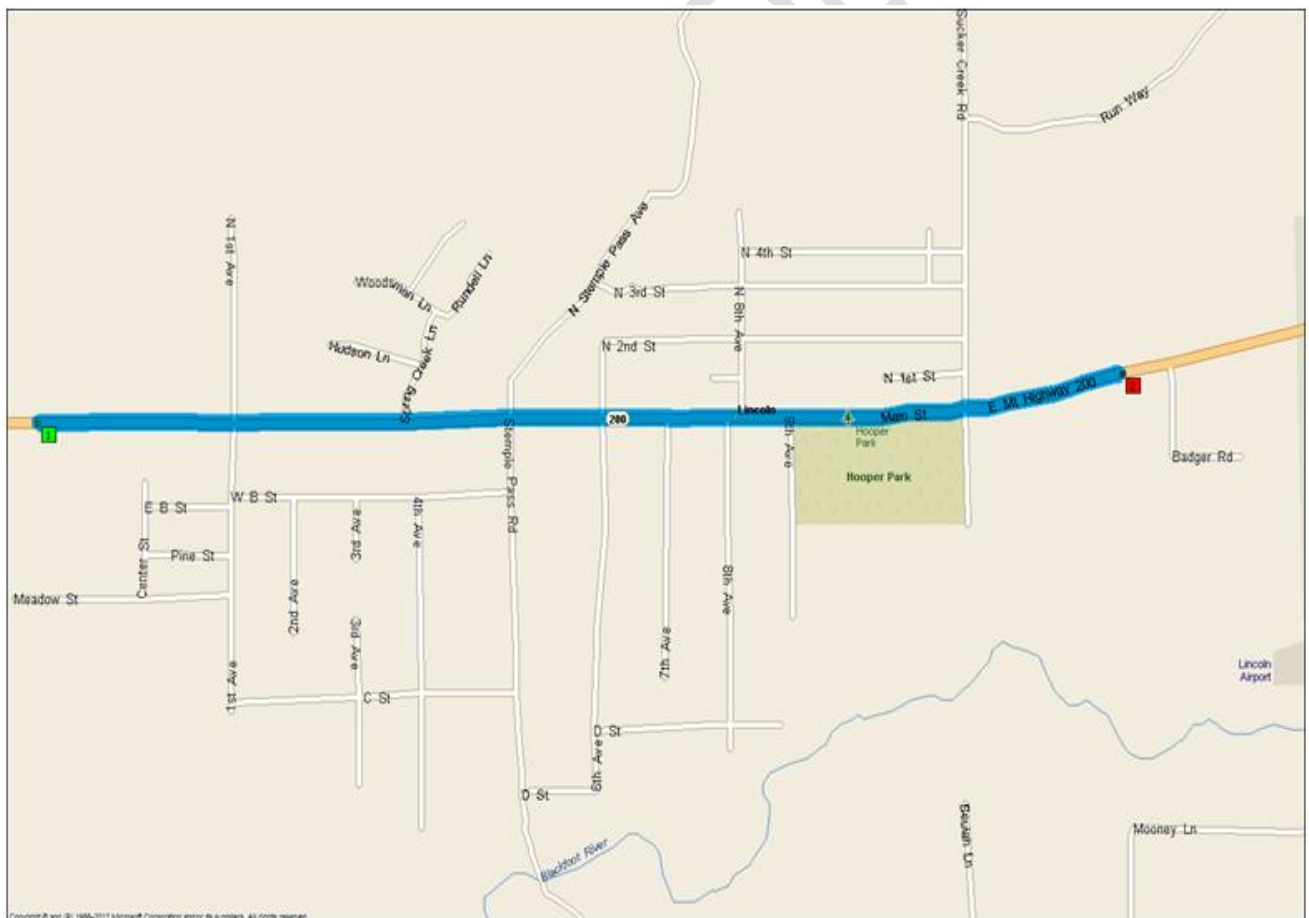 Sucker Creek Rd
Run Way
N 1st Ave
N Stemple Pass Ave
N 4th St
Woodsman Ln
Rundell Ln
N 3rd St
N 8th Ave
Hudson Ln
Spring Creek Ln
N 2nd St
N 1st St
E Mt Highway 200
Lincoln
200
4
Main St
1
2
Hooper
Park
9th Ave
Stemple Pass Rd
Badger Rd
Hooper Park
W B St
E B St
3rd Ave
4th Ave
Pine St
Center St
Meadow St
2nd Ave
8th Ave
3rd Ave
7th Ave
Lincoln
Airport
1st Ave
C St
D St
6th Ave
D St
Beulah Ln
Mooney Ln
Blackfoot River